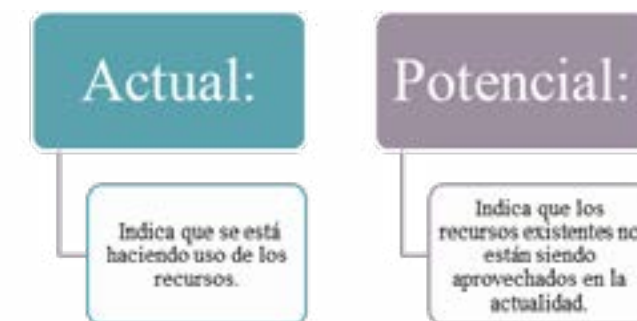 Actual:
Indica que se está
haciendo uso de los
recursos.
Potencial:
Indica que los
recursos existentes no
están siendo
aprovechados en la
actualidad.